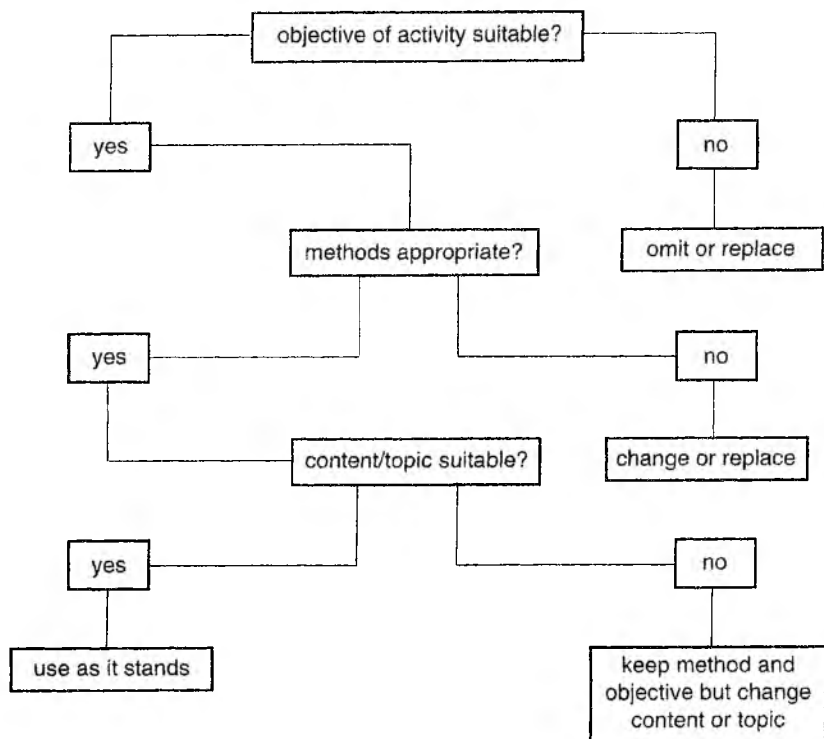 objective of activity suitable?
yes
no
methods appropriate?
omit or replace
yes
no
content/topic suitable?
change or replace
yes
no
use as it stands
keep method and
objective but change
content or topic